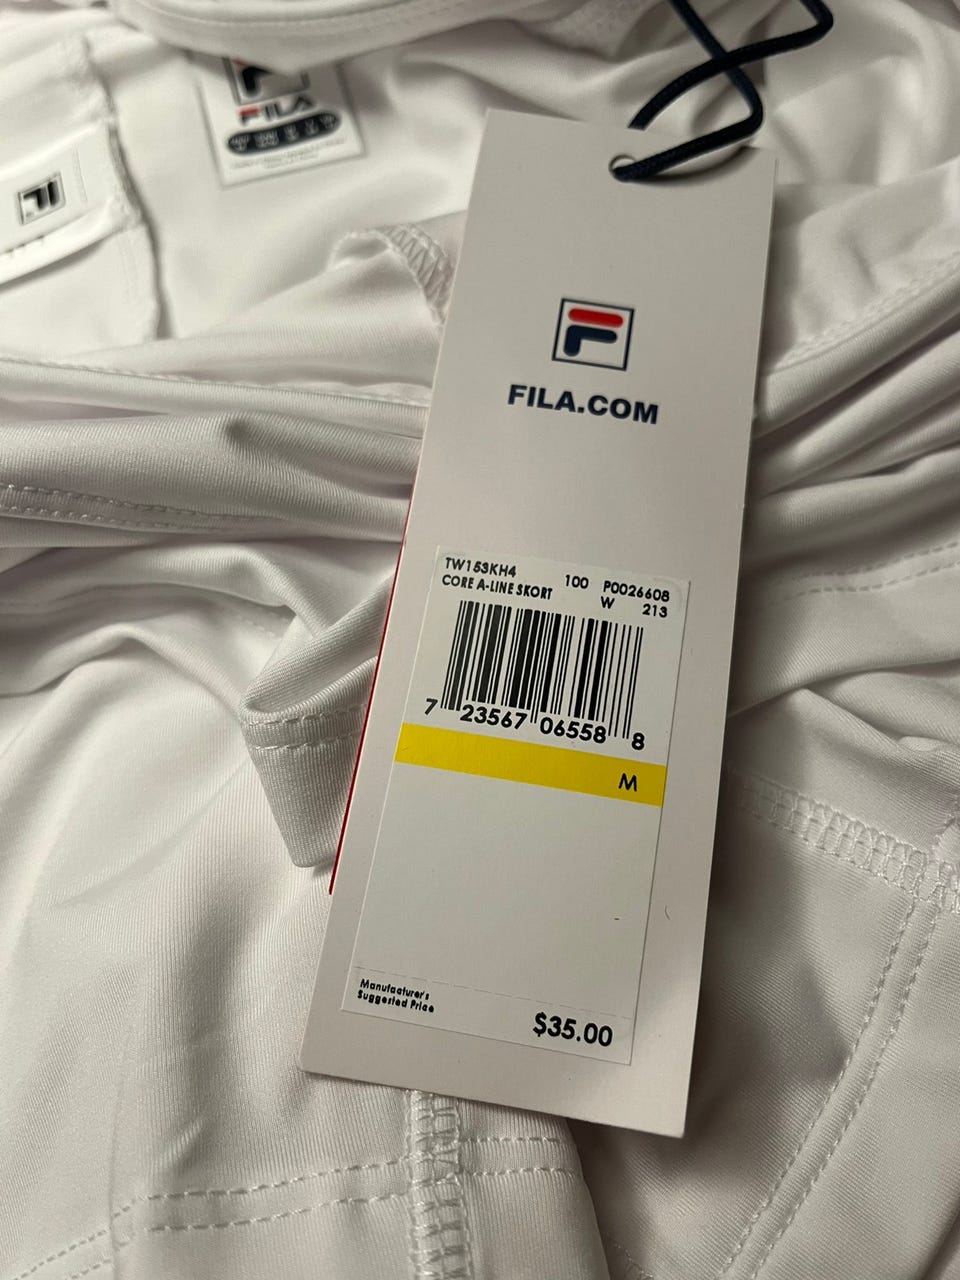 FILA
FILA.COM
TW153KH4 100 P0026608
CORE A-LINE SKORT W 213
7 23567 06558 8
M
Manufacturer's
Suggested Price
$35.00